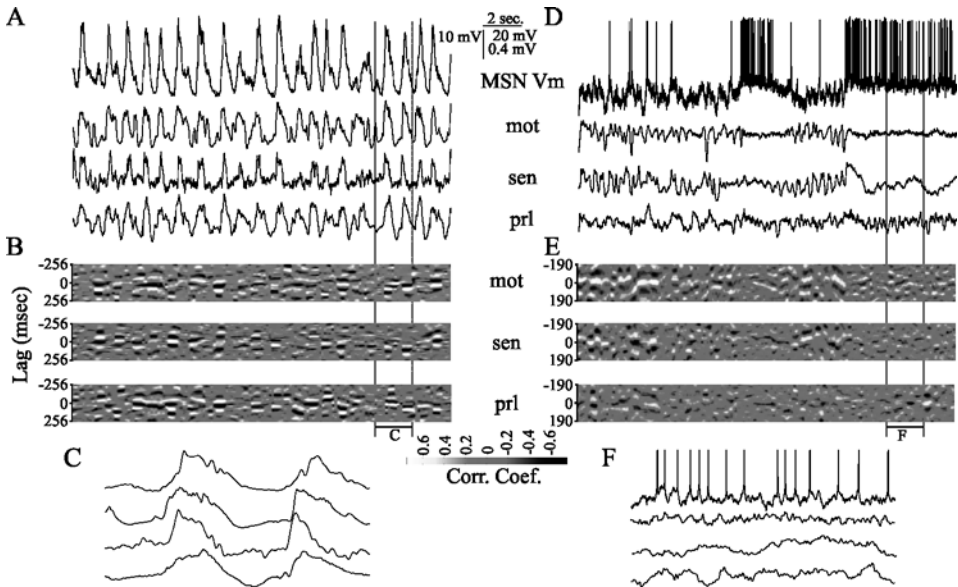 A
2 sec.
10 mV 20 mV
0.4 mV
D
MSN Vm
mot
sen
prl
B
E
Lag (msec)
-256
0
256
mot
-190
0
190
-256
0
256
sen
-190
0
190
-256
0
256
prl
-190
0
190
C
F
0.6 0.4 0.2 0 -0.2 -0.4 -0.6
Corr. Coef.
C
F